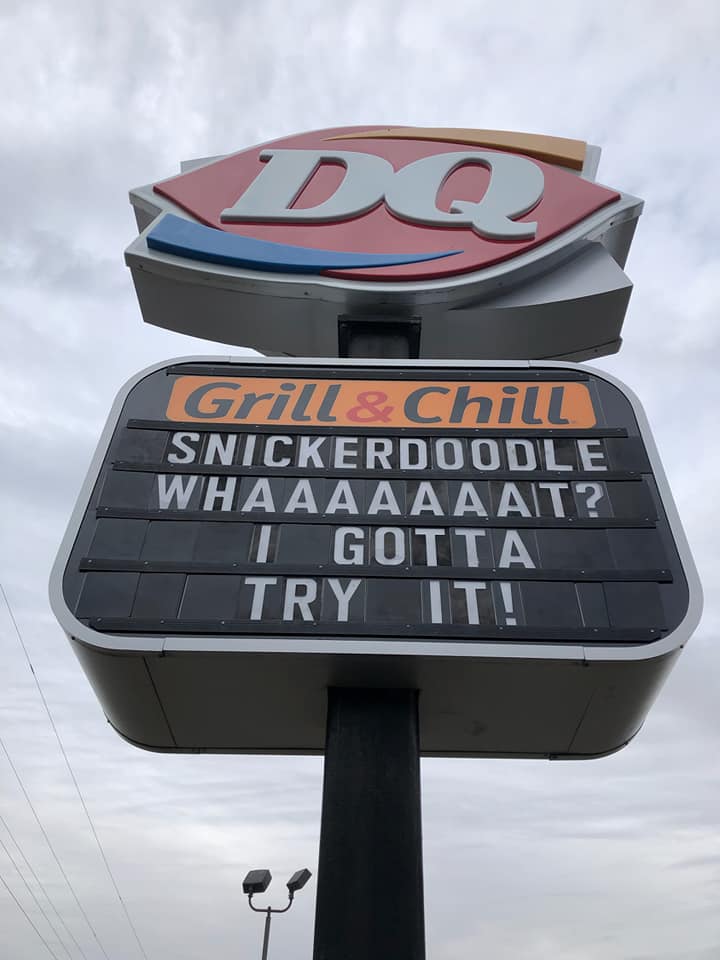 DQ
Grill & Chill
SNICKERDOODLE
WHAAAAAAAT?
I GOTTA
TRY IT!